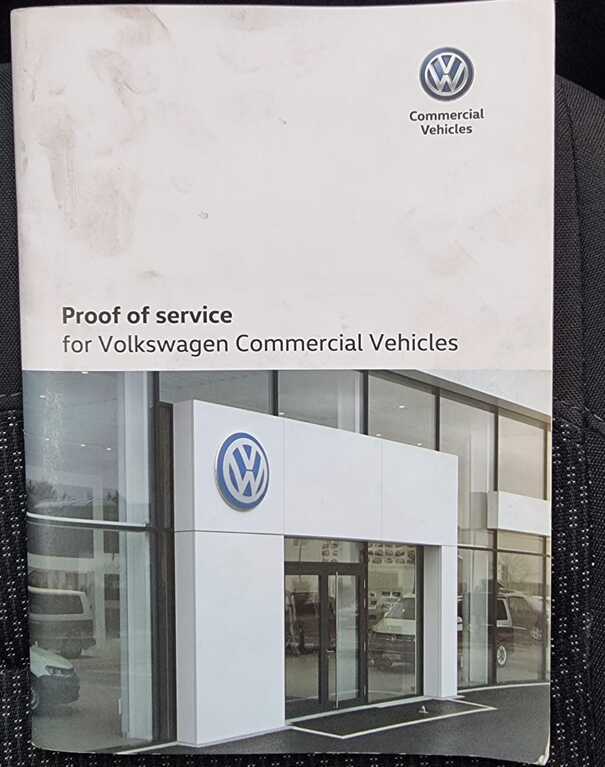 Commercial
Vehicles
Proof of service
for Volkswagen Commercial Vehicles